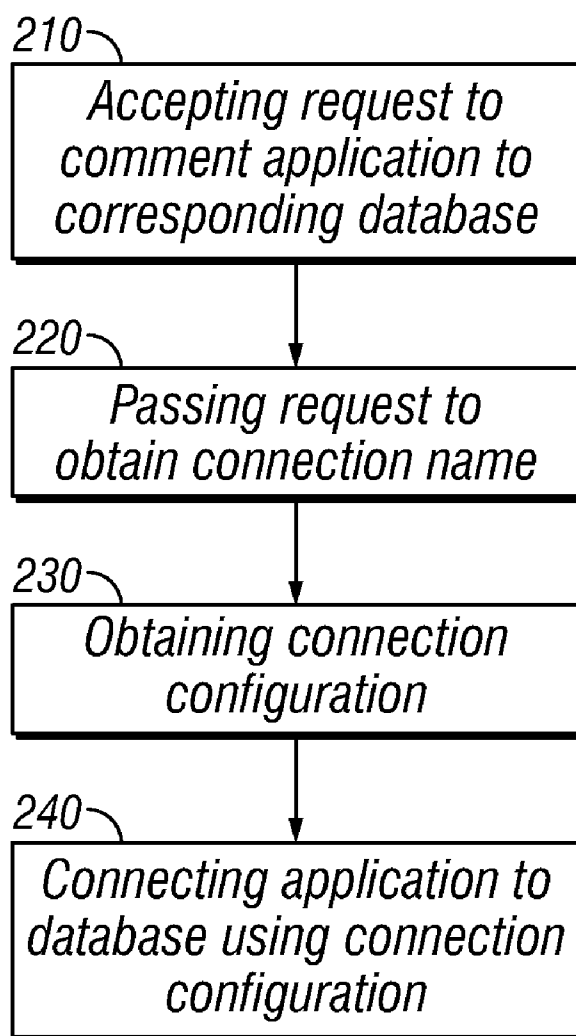 210
Accepting request to
comment application to
corresponding database
220
Passing request to
obtain connection name
230
Obtaining connection
configuration
240
Connecting application to
database using connection
configuration